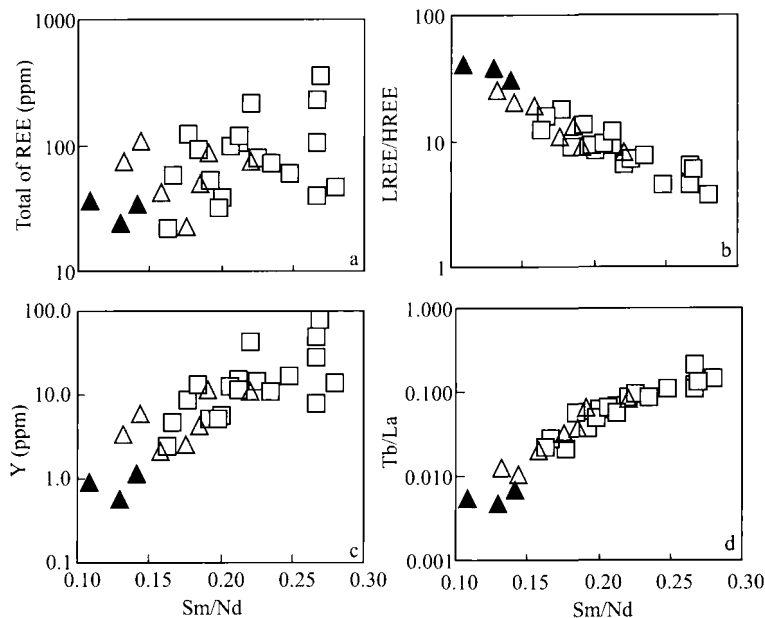 1000
100
10
Total of REE (ppm)
a
100
10
1
LREE/HREE
b
100.0
10.0
1.0
0.1
Y (ppm)
c
0.10 0.15 0.20 0.25 0.30
Sm/Nd
1.000
0.100
0.010
0.001
Tb/La
d
0.10 0.15 0.20 0.25 0.30
Sm/Nd